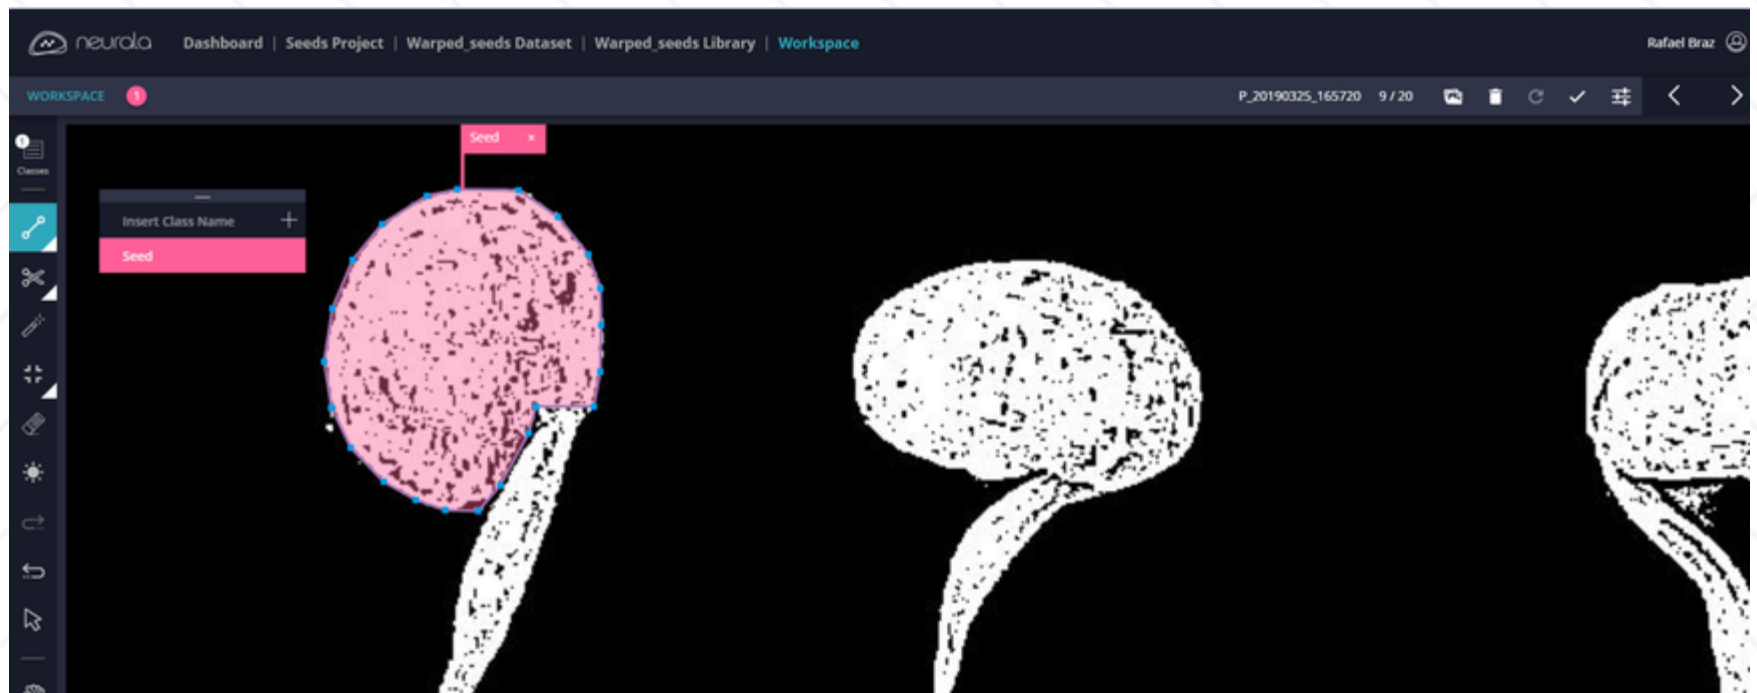 neurala Dashboard | Seeds Project | Warped_seeds Dataset | Warped_seeds Library | Workspace Rafael Braz
WORKSPACE 1 P_20190325_165720 9 / 20
Seed ×
1
Classes
Insert Class Name +
Seed